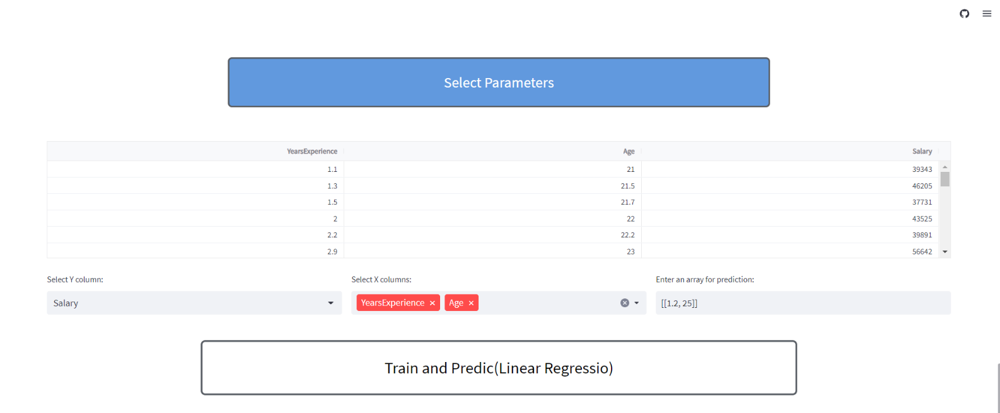 Select Parameters
YearsExperience Age Salary
1.1 21 39343
1.3 21.5 46205
1.5 21.7 37731
2 22 43525
2.2 22.2 39891
2.9 23 56642
Select Y column: Select X columns: Enter an array for prediction:
Salary YearsExperience × Age × [[1.2, 25]]
Train and Predic(Linear Regressio)